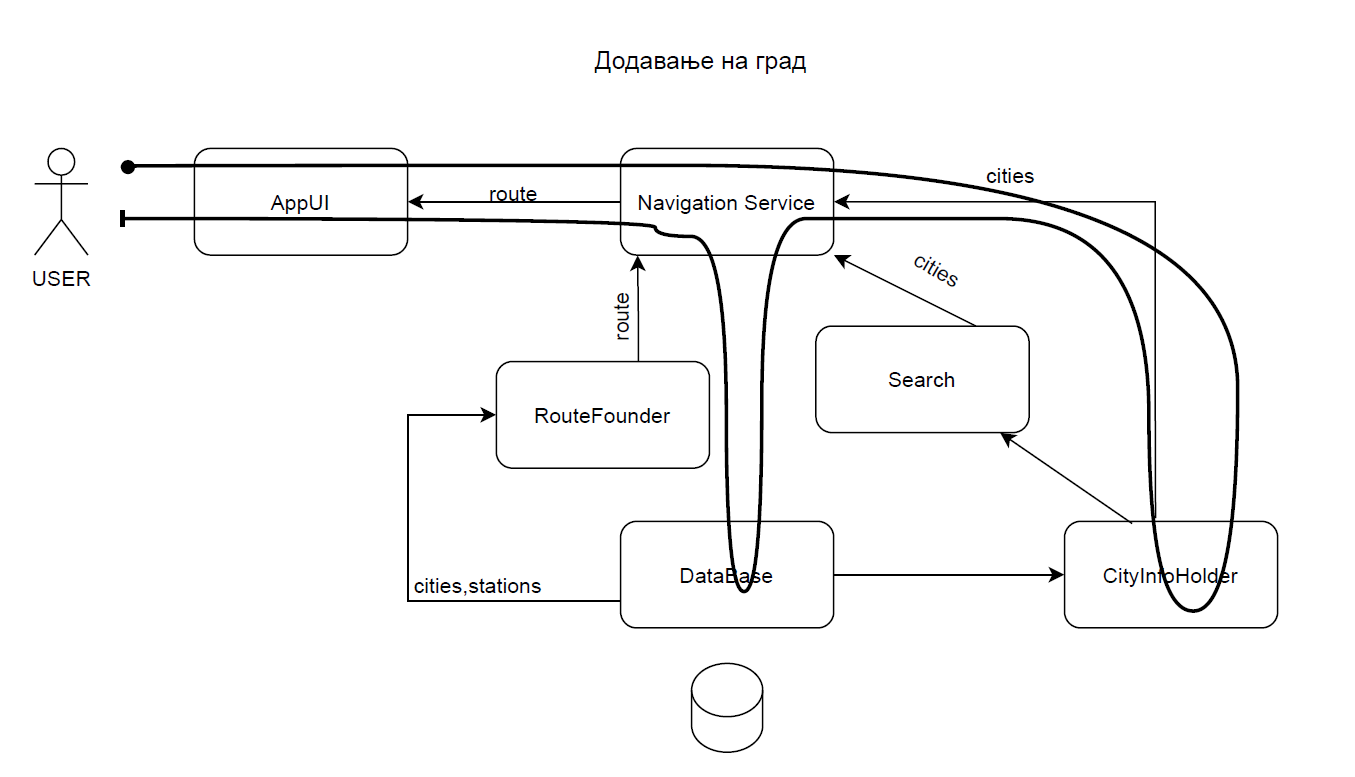 Додавање на град
cities
AppUI
route
Navigation Service
USER
cities
route
Search
RouteFounder
DataBase
CityInfoHolder
cities,stations